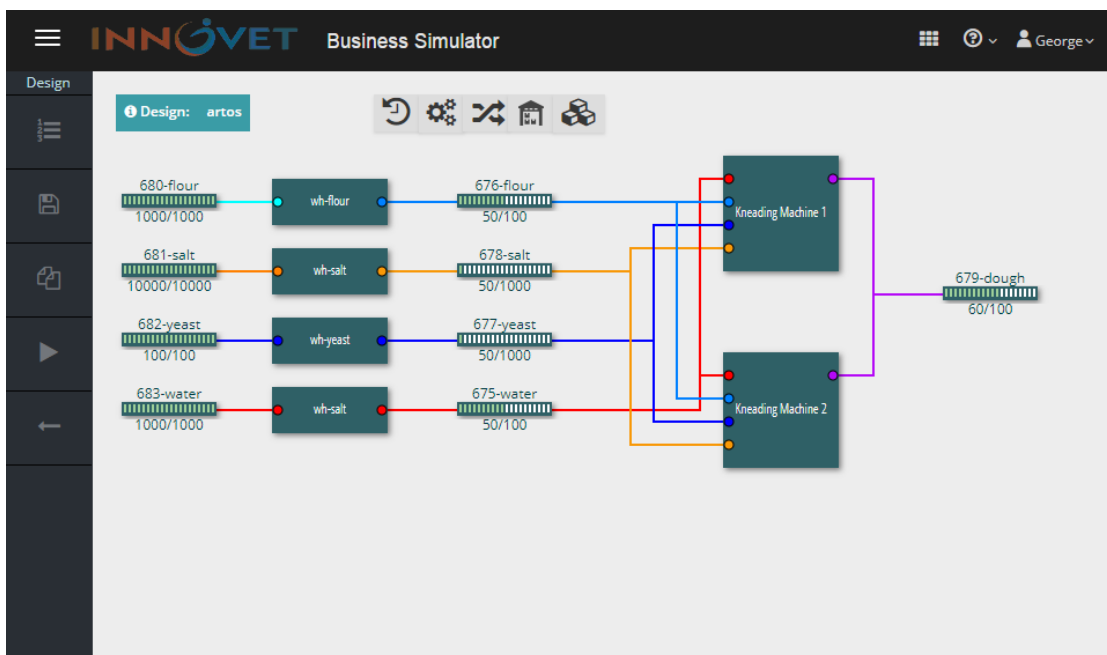 INNOVET Business Simulator
George
Design
Design: artos
680-flour
1000/1000
wh-flour
676-flour
50/100
Kneading Machine 1
681-salt
10000/10000
wh-salt
678-salt
50/1000
679-dough
60/100
682-yeast
100/100
wh-yeast
677-yeast
50/1000
683-water
1000/1000
wh-salt
675-water
50/100
Kneading Machine 2